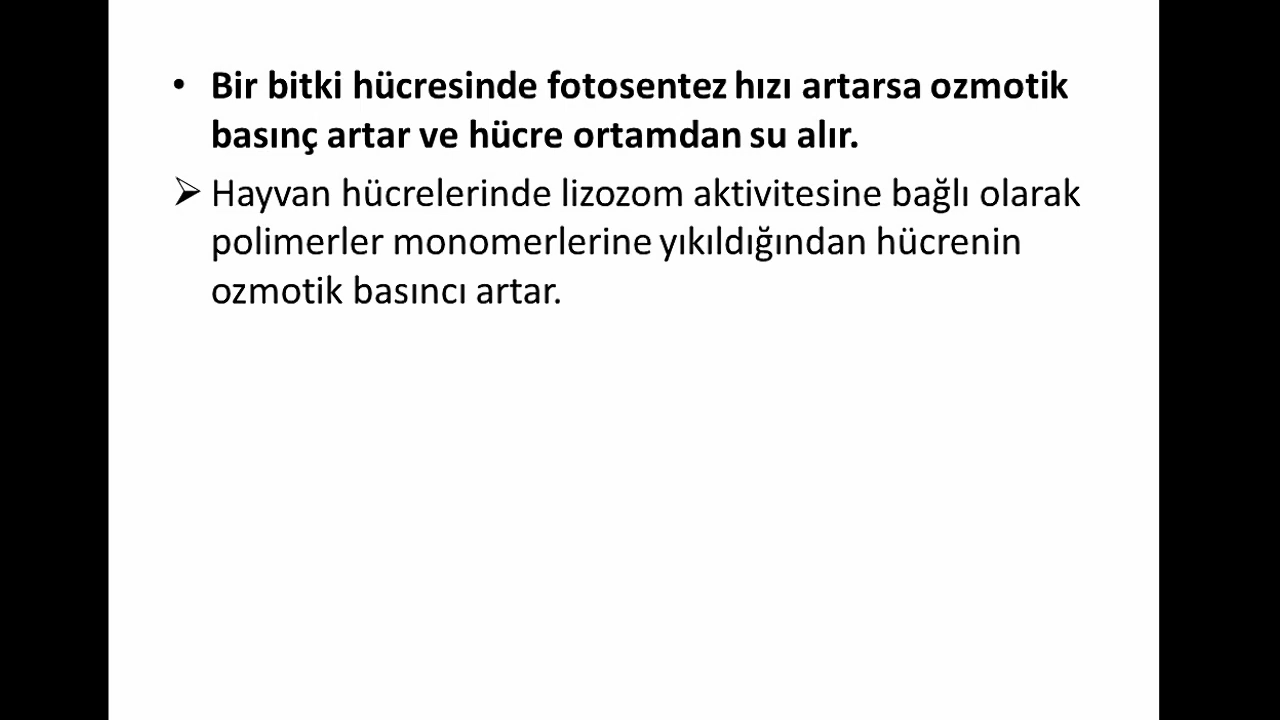 • Bir bitki hücresinde fotosentez hızı artarsa ozmotik
basınç artar ve hücre ortamdan su alır.
➢ Hayvan hücrelerinde lizozom aktivitesine bağlı olarak
polimerler monomerlerine yıkıldığından hücrenin
ozmotik basıncı artar.